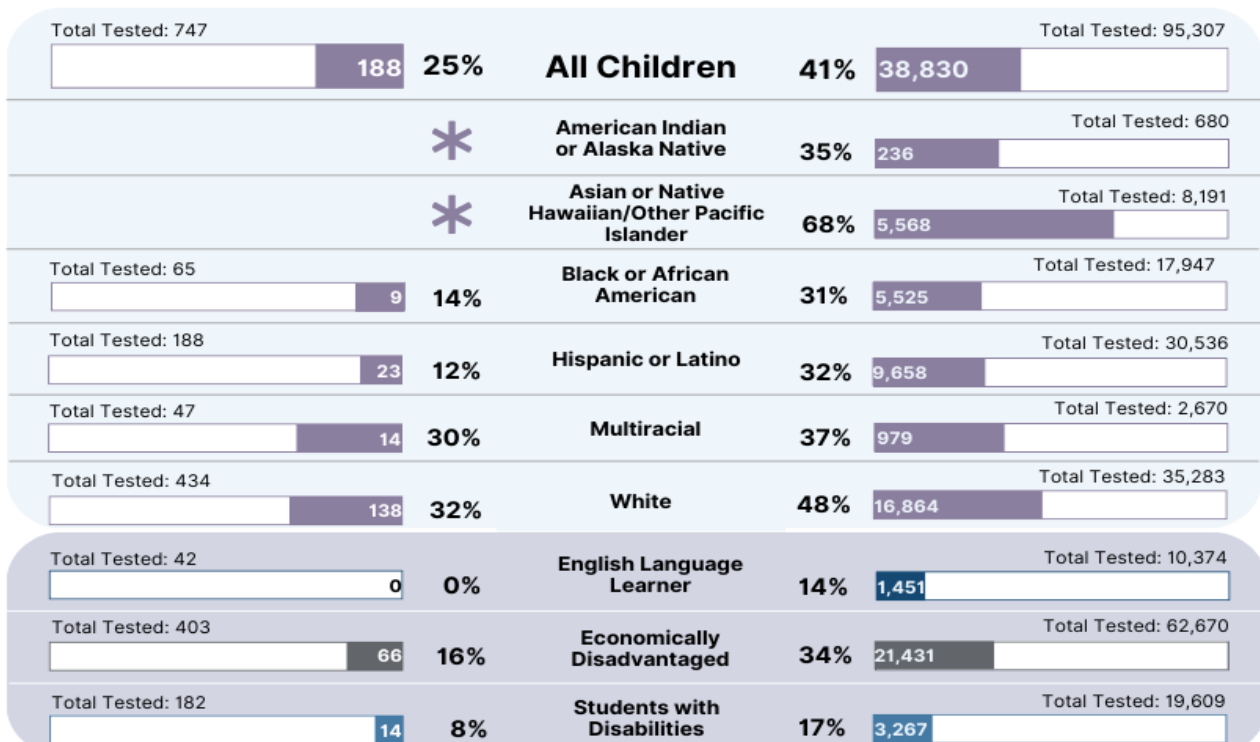 Total Tested: 747
188 25% All Children 41% 38,830
Total Tested: 95,307
American Indian
or Alaska Native
35% 236
Total Tested: 680
Asian or Native
Hawaiian/Other Pacific
Islander
68% 5,568
Total Tested: 8,191
Total Tested: 65
9 14%
Black or African
American
31% 5,525
Total Tested: 17,947
Total Tested: 188
23 12% Hispanic or Latino 32% 9,658
Total Tested: 30,536
Total Tested: 47
14 30% Multiracial 37% 979
Total Tested: 2,670
Total Tested: 434
138 32% White 48% 16,864
Total Tested: 35,283
Total Tested: 42
0 0%
English Language
Learner
14% 1,451
Total Tested: 10,374
Total Tested: 403
66 16%
Economically
Disadvantaged
34% 21,431
Total Tested: 62,670
Total Tested: 182
14 8%
Students with
Disabilities
17% 3,267
Total Tested: 19,609